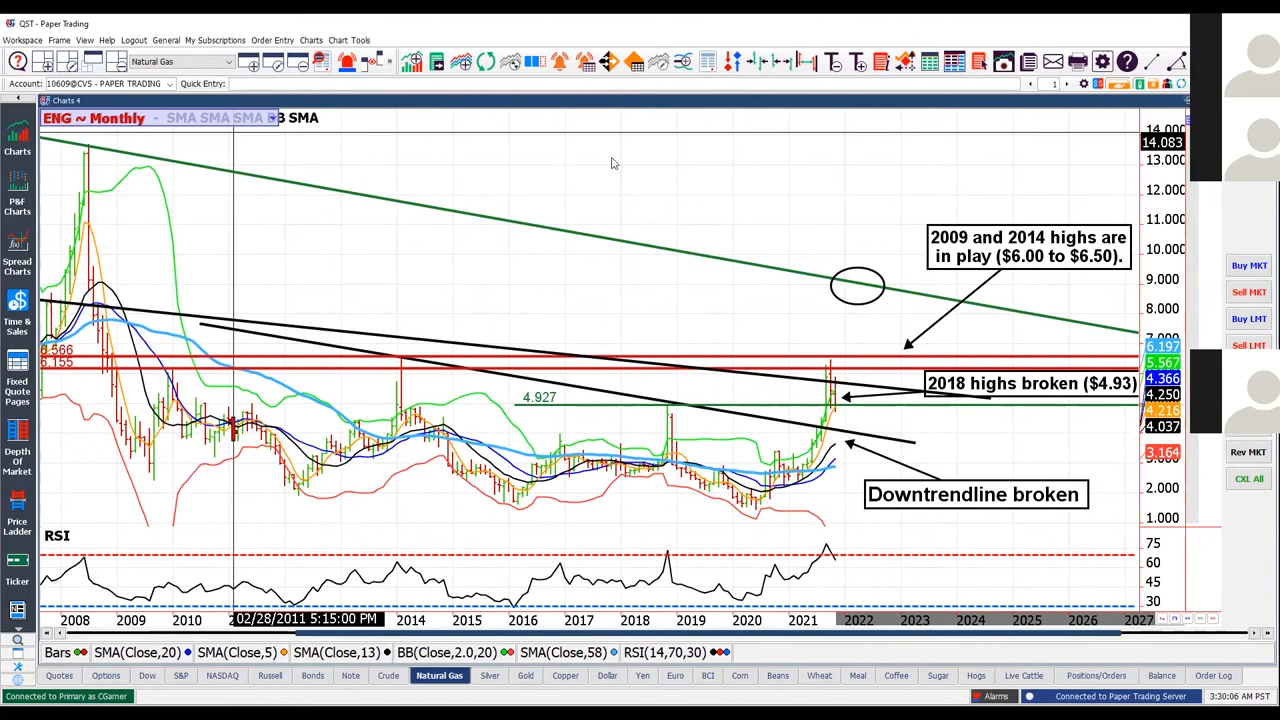 QST - Paper Trading
Workspace Frame View Help Logout General My Subscriptions Order Entry Charts Chart Tools
Natural Gas
Account: 10609@CVS - PAPER TRADING Quick Entry: 1
Charts 4
ENG ~ Monthly - SMA SMA SMA BB SMA
14.000
14.083
13.000
12.000
11.000
10.000
9.000
8.000
6.197
5.567
4.366
4.250
4.216
4.037
3.164
2.000
1.000
2009 and 2014 highs are
in play ($6.00 to $6.50).
6.566
6.155
2018 highs broken ($4.93)
4.927
Downtrendline broken
RSI
75
60
45
30
2008 2009 2010 02/28/2011 5:15:00 PM 2014 2015 2016 2017 2018 2019 2020 2021 2022 2023 2024 2025 2026 2027
Bars SMA(Close,20) SMA(Close,5) SMA(Close,13) BB(Close,2.0,20) SMA(Close,58) RSI(14,70,30)
Quotes Options Dow S&P NASDAQ Russell Bonds Note Crude Natural Gas Silver Gold Copper Dollar Yen Euro BCI Corn Beans Wheat Meal Coffee Sugar Hogs Live Cattle Positions/Orders Balance Order Log
Connected to Primary as CGarner Alarms Connected to Paper Trading Server 3:30:06 AM PST
Charts
P&F
Charts
Spread
Charts
Time &
Sales
Fixed
Quote
Pages
Depth
Of
Market
Price
Ladder
Ticker
Buy MKT
Sell MKT
Buy LMT
Sell LMT
Rev MKT
CXL All